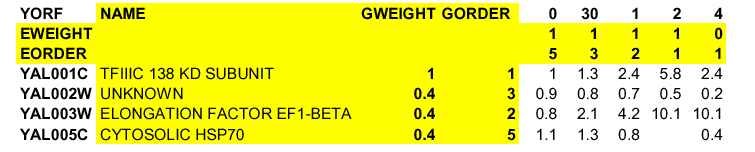 YORF NAME GWEIGHT GORDER 0 30 1 2 4
EWEIGHT 1 1 1 1 0
EORDER 5 3 2 1 1
YAL001C TFIIIC 138 KD SUBUNIT 1 1 1 1.3 2.4 5.8 2.4
YAL002W UNKNOWN 0.4 3 0.9 0.8 0.7 0.5 0.2
YAL003W ELONGATION FACTOR EF1-BETA 0.4 2 0.8 2.1 4.2 10.1 10.1
YAL005C CYTOSOLIC HSP70 0.4 5 1.1 1.3 0.8 0.4